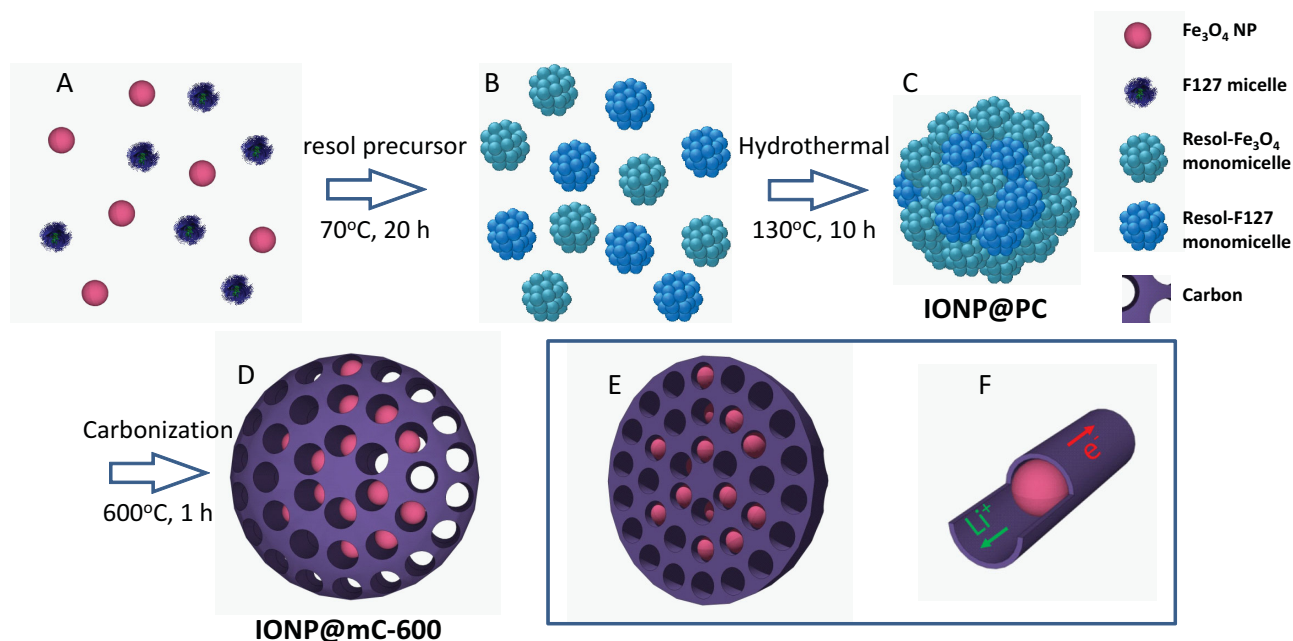 A
resol precursor
70°C, 20 h
B
Hydrothermal
130°C, 10 h
C
IONP@PC
Fe₃O₄ NP
F127 micelle
Resol-Fe₃O₄
monomicelle
Resol-F127
monomicelle
Carbon
Carbonization
600°C, 1 h
D
IONP@mC-600
E
F
e⁻
Li⁺